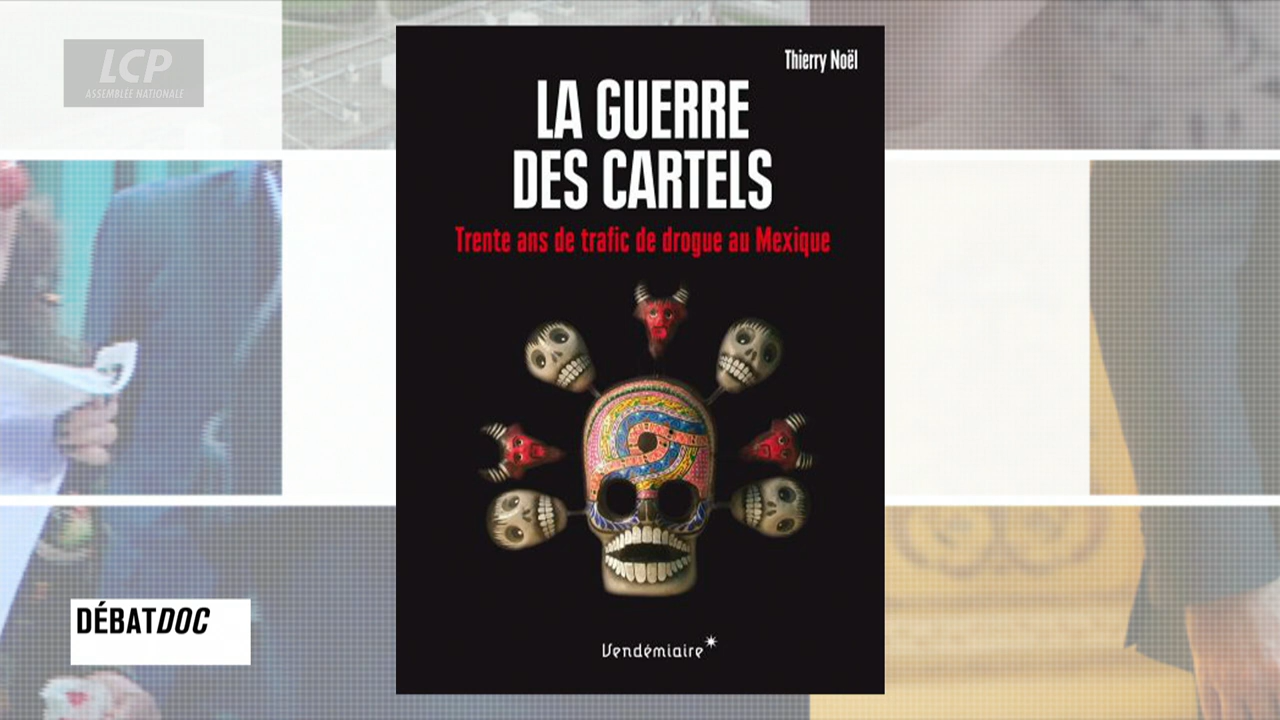 LCP
ASSEMBLÉE NATIONALE
Thierry Noël
LA GUERRE
DES CARTELS
Trente ans de trafic de drogue au Mexique
Vendémiaire
DÉBATDOC